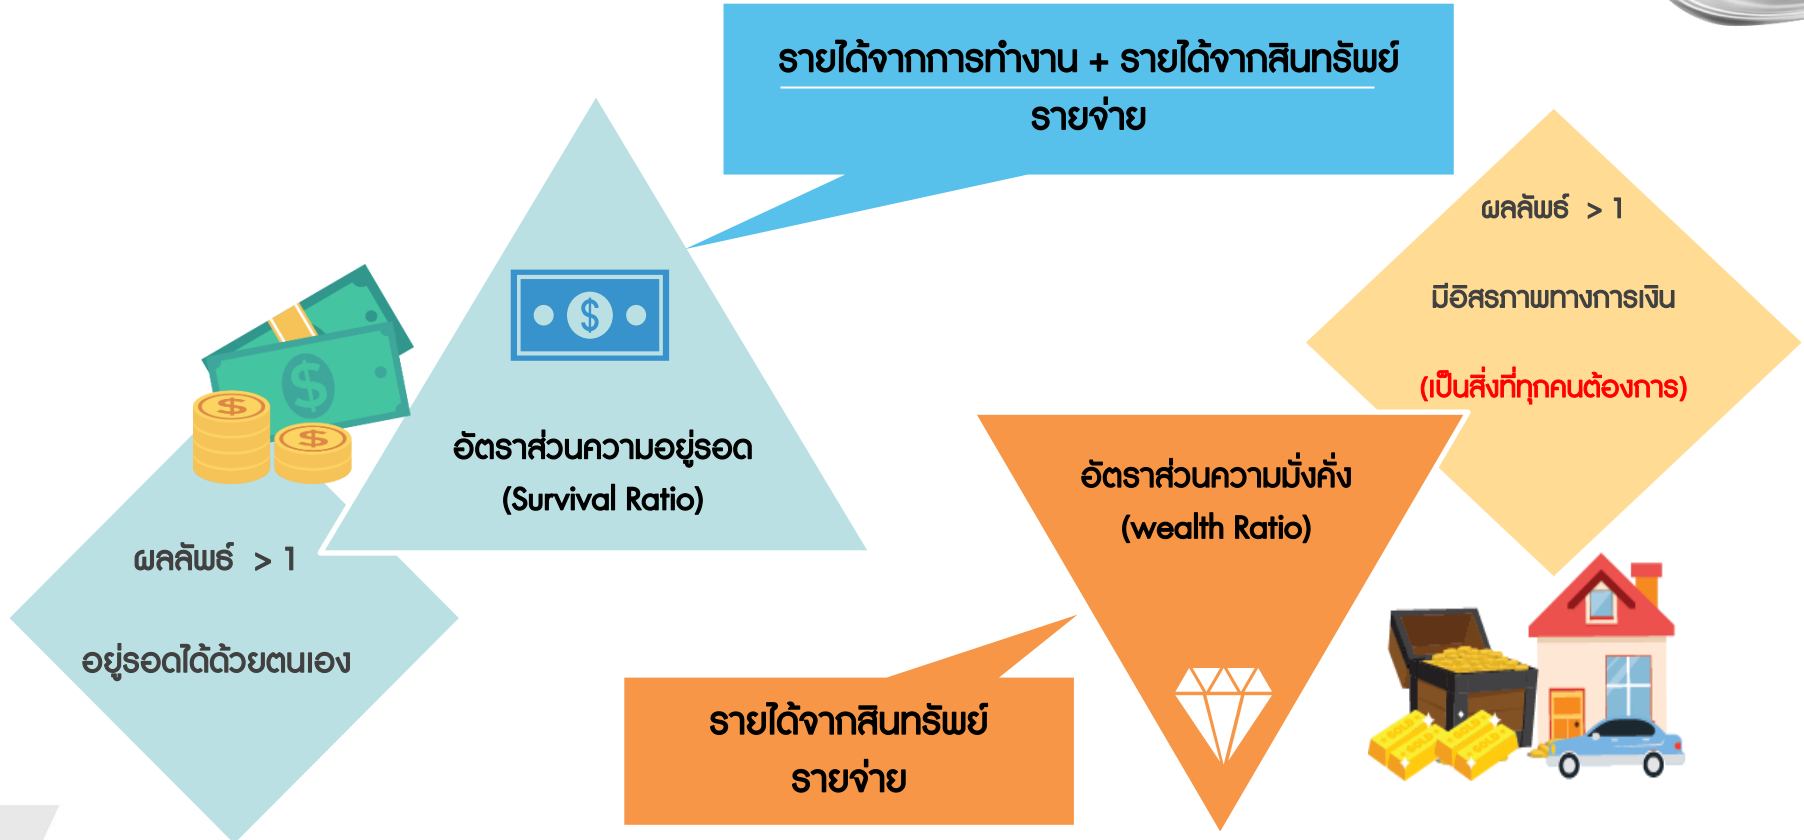 รายได้จากการทำงาน + รายได้จากสินทรัพย์
รายจ่าย
อัตราส่วนความอยู่รอด
(Survival Ratio)
ผลลัพธ์ > 1
อยู่รอดได้ด้วยตนเอง
ผลลัพธ์ > 1
มีอิสรภาพทางการเงิน
(เป็นสิ่งที่ทุกคนต้องการ)
อัตราส่วนความมั่งคั่ง
(wealth Ratio)
รายได้จากสินทรัพย์
รายจ่าย
GOLD
GOLD
GOLD
GOLD